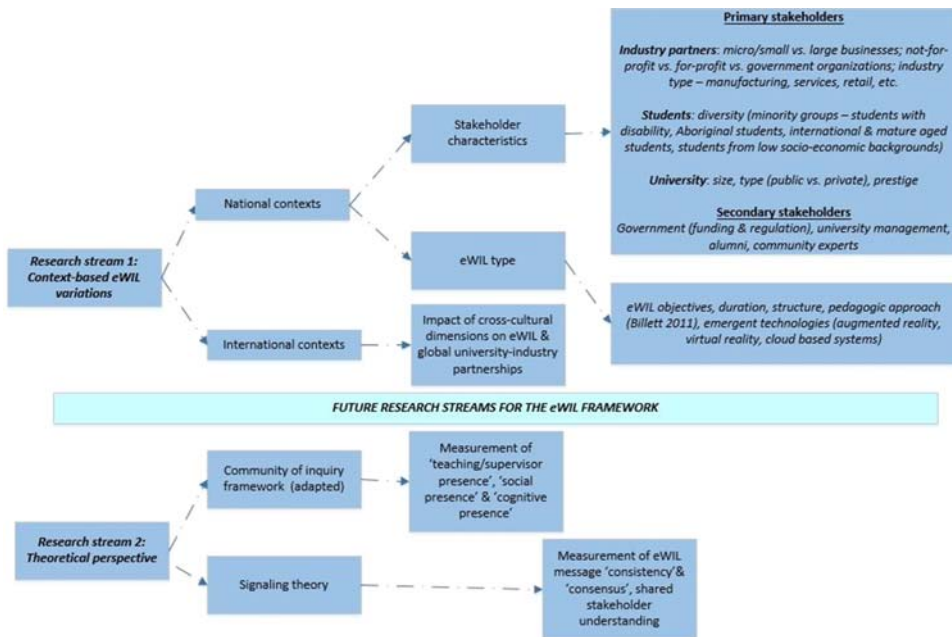 Primary stakeholders
Industry partners: micro/small vs. large businesses; not-for-
profit vs. for-profit vs. government organizations; industry
type – manufacturing, services, retail, etc.
Students: diversity (minority groups – students with
disability, Aboriginal students, international & mature aged
students, students from low socio-economic backgrounds)
University: size, type (public vs. private), prestige
Secondary stakeholders
Government (funding & regulation), university management,
alumni, community experts
Stakeholder
characteristics
National contexts
eWIL type
Research stream 1:
Context-based eWIL
variations
eWIL objectives, duration, structure, pedagogic approach
(Billett 2011), emergent technologies (augmented reality,
virtual reality, cloud based systems)
International contexts
Impact of cross-cultural
dimensions on eWIL &
global university-industry
partnerships
FUTURE RESEARCH STREAMS FOR THE eWIL FRAMEWORK
Community of inquiry
framework (adapted)
Measurement of
‘teaching/supervisor
presence’, ‘social
presence’ & ‘cognitive
presence’
Research stream 2:
Theoretical perspective
Signaling theory
Measurement of eWIL
message ‘consistency’&
‘consensus’, shared
stakeholder
understanding